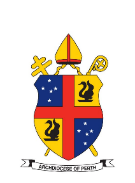 ARCHDIOCESE OF PERTH